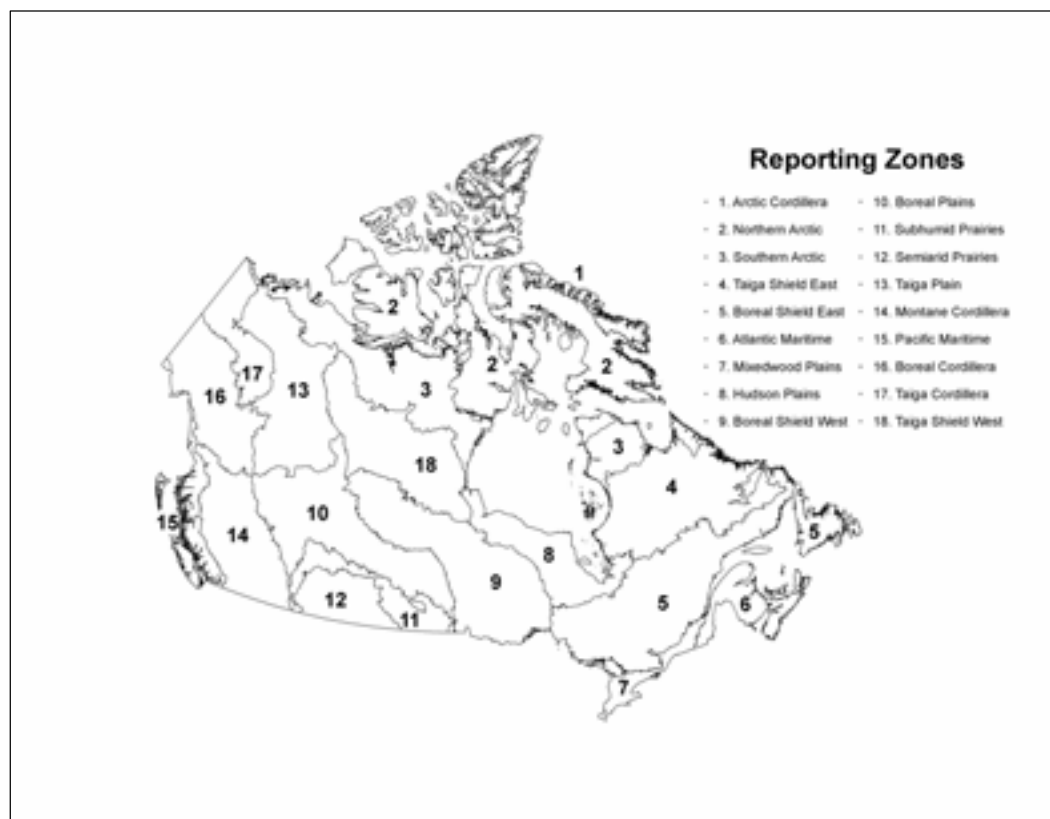 Reporting Zones
1. Arctic Cordillera
2. Northern Arctic
3. Southern Arctic
4. Taiga Shield East
5. Boreal Shield East
6. Atlantic Maritime
7. Mixedwood Plains
8. Hudson Plains
9. Boreal Shield West
10. Boreal Plains
11. Subhumid Prairies
12. Semiarid Prairies
13. Taiga Plain
14. Montane Cordillera
15. Pacific Maritime
16. Boreal Cordillera
17. Taiga Cordillera
18. Taiga Shield West
1
2
2
2
17
13
16
3
3
18
4
10
15
14
5
8
9
12
11
5
6
7